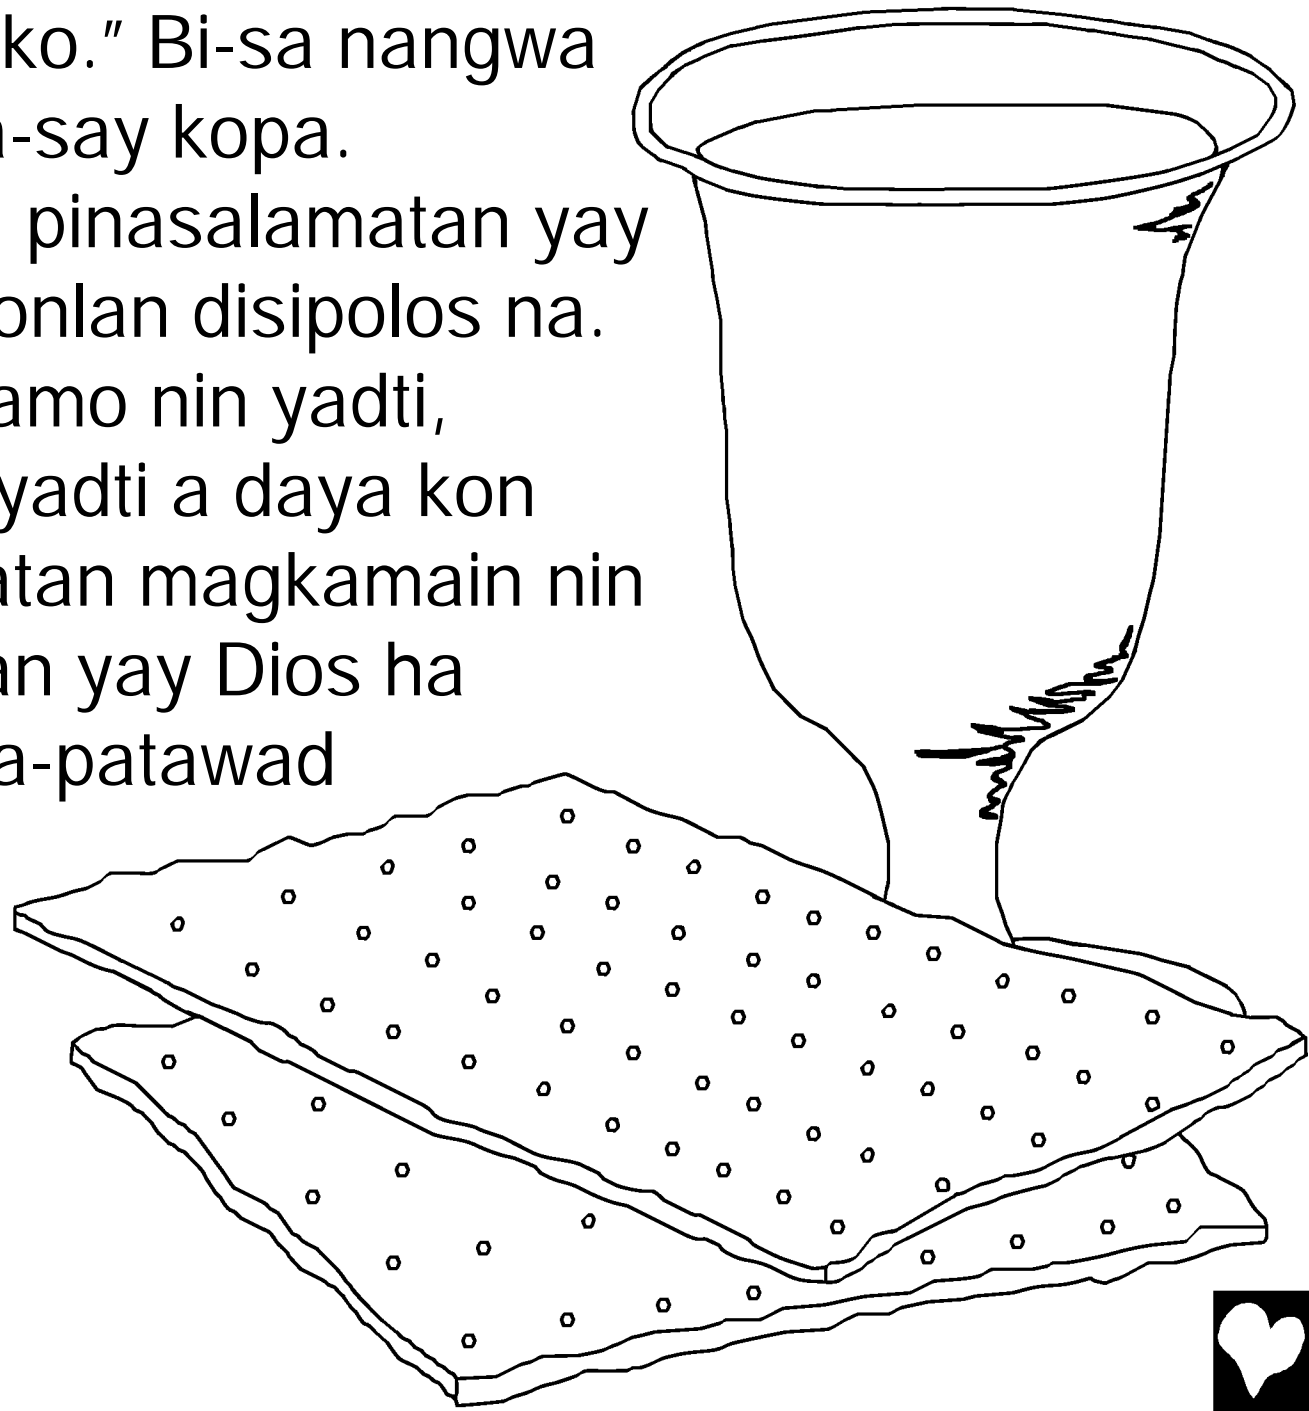 ko." Bi-sa nangwa
a-say kopa.
pinasalamatan yay
onlan disipolos na.
amo nin yadti,
yadti a daya kon
atan magkamain nin
an yay Dios ha
a-patawad